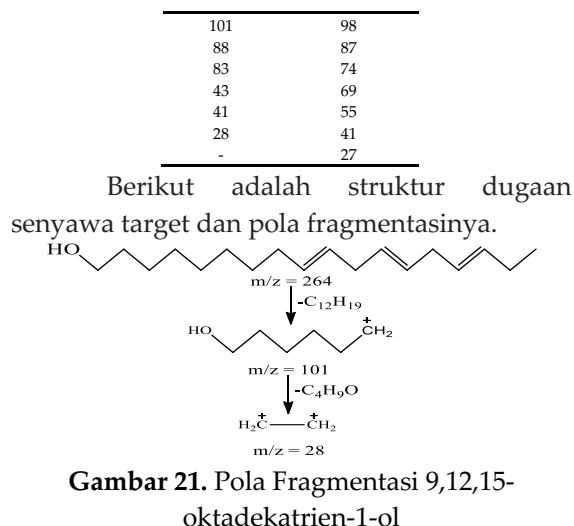 101 98
88 87
83 74
43 69
41 55
28 41
- 27
Berikut adalah struktur dugaan
senyawa target dan pola fragmentasinya.
HO
m/z = 264
-C12H19
HO +CH2
m/z = 101
-C4H9O
H2C+ +CH2
m/z = 28
Gambar 21. Pola Fragmentasi 9,12,15-
oktadekatrien-1-ol